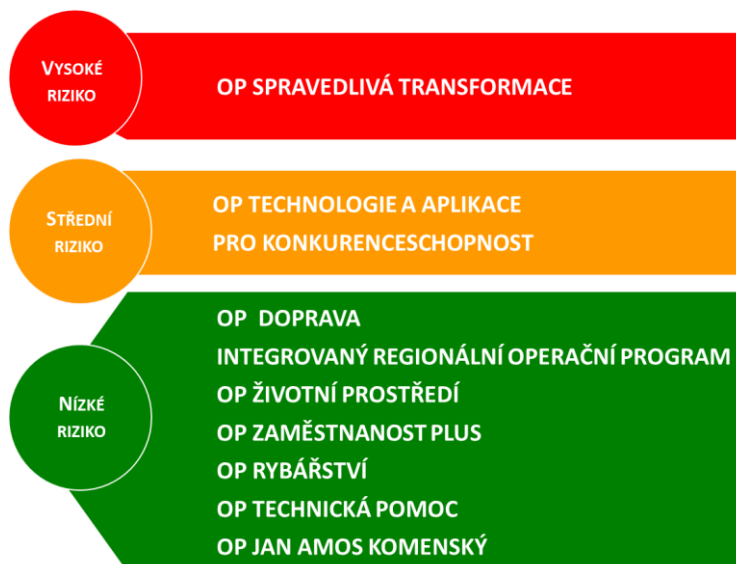 VYSOKÉ
RIZIKO
OP SPRAVEDLIVÁ TRANSFORMACE
STŘEDNÍ
RIZIKO
OP TECHNOLOGIE A APLIKACE
PRO KONKURENCESCHOPNOST
NÍZKÉ
RIZIKO
OP DOPRAVA
INTEGROVANÝ REGIONÁLNÍ OPERAČNÍ PROGRAM
OP ŽIVOTNÍ PROSTŘEDÍ
OP ZAMĚSTNANOST PLUS
OP RYBÁŘSTVÍ
OP TECHNICKÁ POMOC
OP JAN AMOS KOMENSKÝ